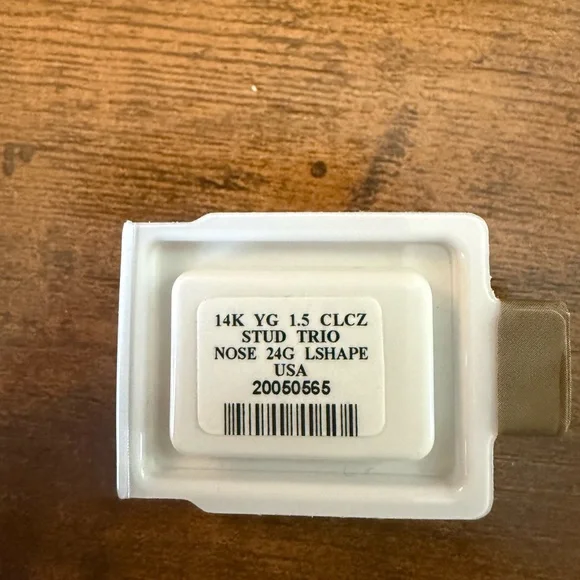 14K YG 1.5 CLCZ
STUD TRIO
NOSE 24G LSHAPE
USA
20050565